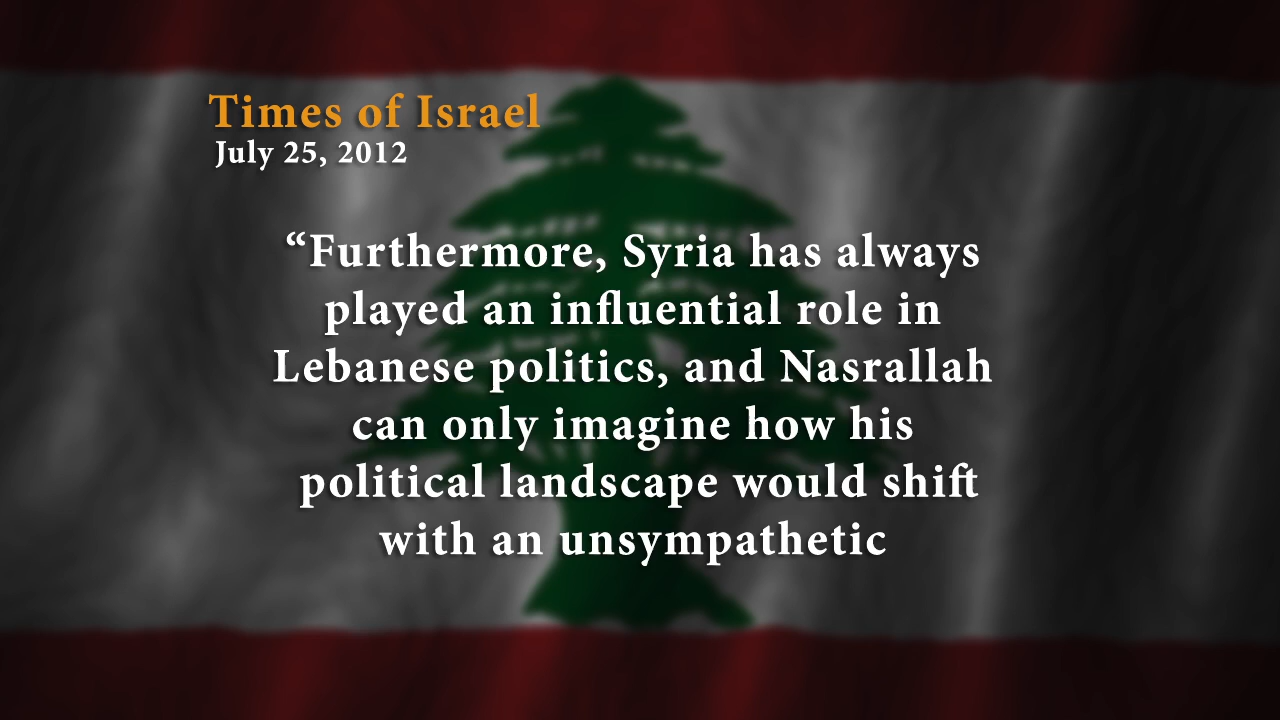 Times of Israel
July 25, 2012
“Furthermore, Syria has always
played an influential role in
Lebanese politics, and Nasrallah
can only imagine how his
political landscape would shift
with an unsympathetic